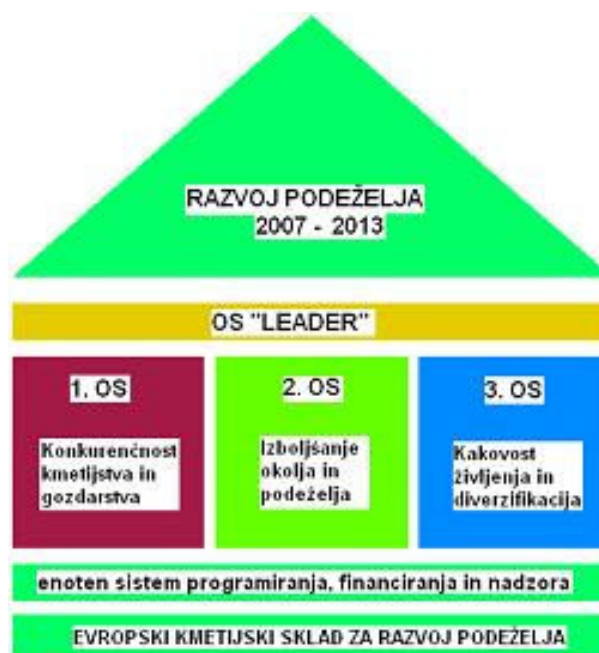 RAZVOJ PODEŽELJA
2007 - 2013
OS "LEADER"
1. OS
Konkurenčnost
kmetijstva in
gozdarstva
2. OS
Izboljšanje
okolja in
podeželja
3. OS
Kakovost
življenja in
diverzifikacija
enoten sistem programiranja, financiranja in nadzora
EVROPSKI KMETIJSKI SKLAD ZA RAZVOJ PODEŽELJA